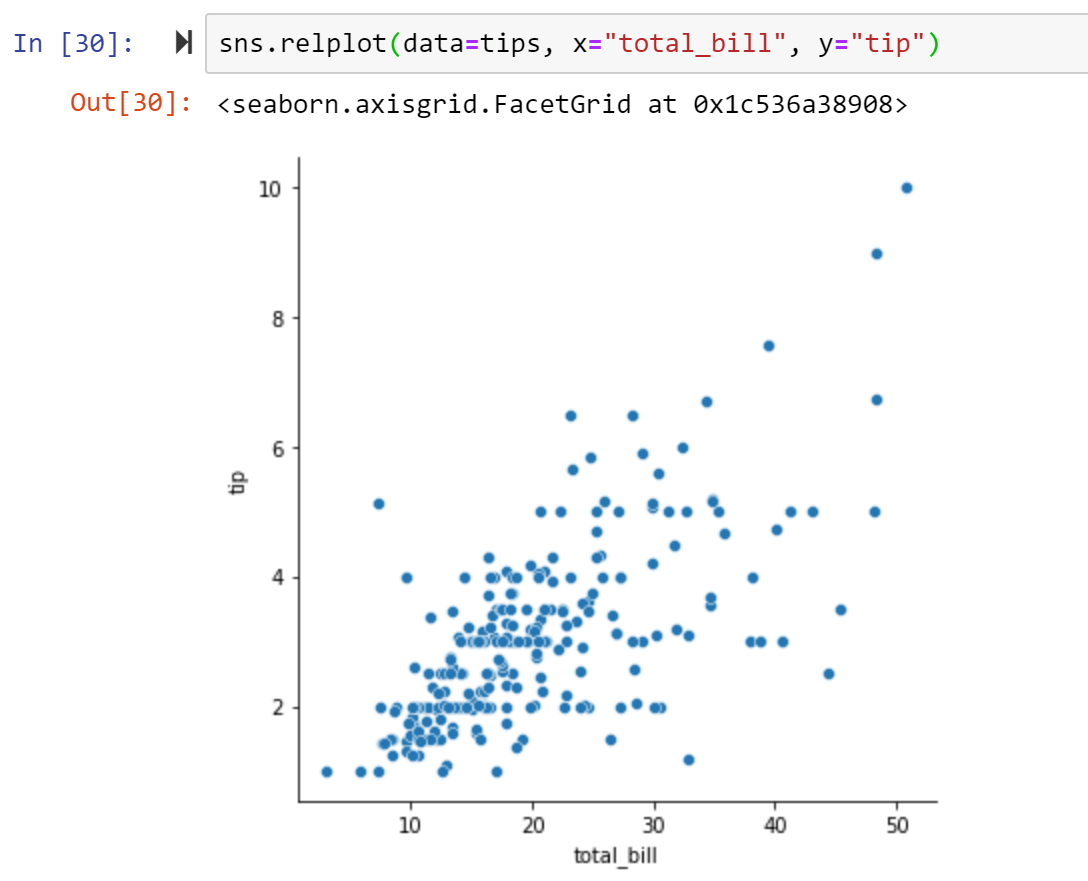 In [30]: sns.relplot(data=tips, x="total_bill", y="tip")
Out[30]: <seaborn.axisgrid.FacetGrid at 0x1c536a38908>
10
8
6
tip
4
2
10 20 30 40 50
total_bill